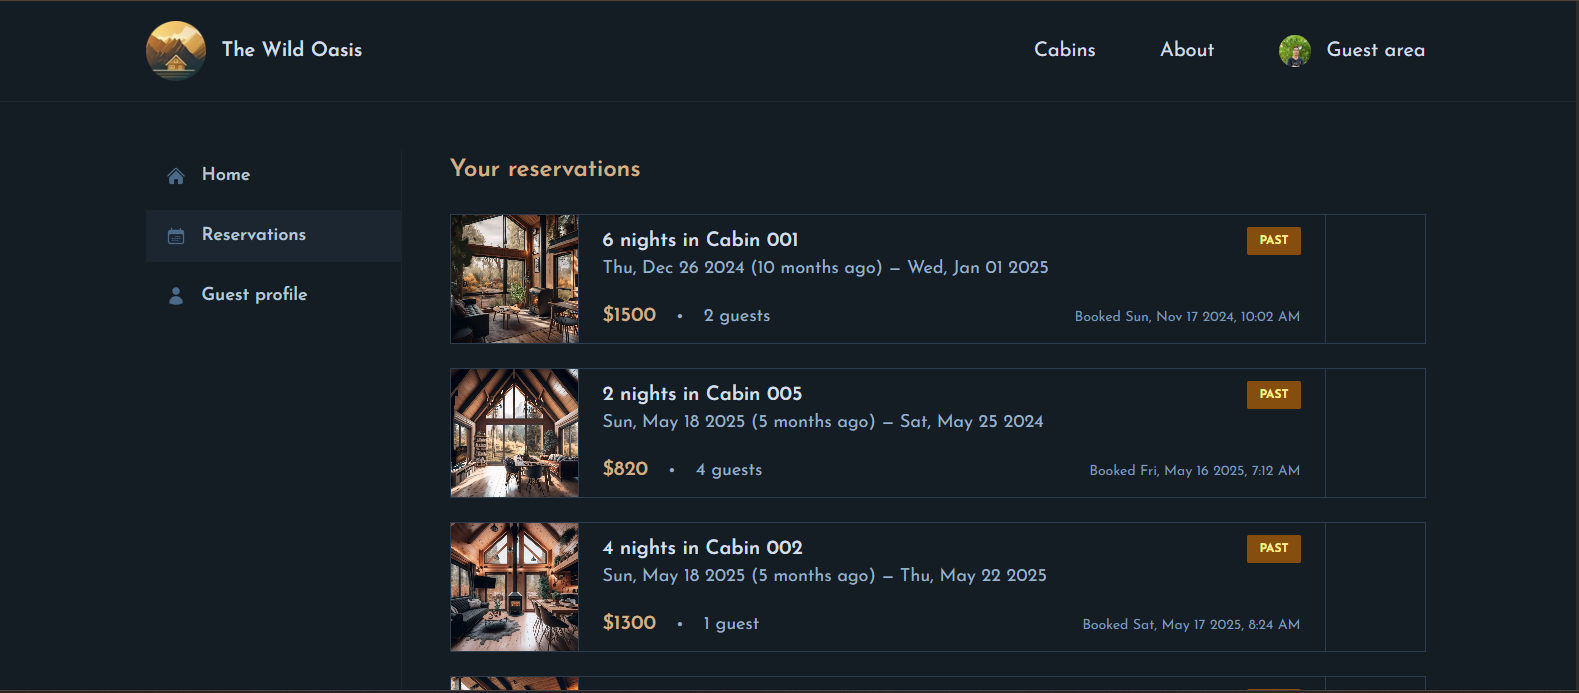 The Wild Oasis
Cabins
About
Guest area
Home
Reservations
Guest profile
Your reservations
6 nights in Cabin 001
PAST
Thu, Dec 26 2024 (10 months ago) — Wed, Jan 01 2025
$1500 • 2 guests
Booked Sun, Nov 17 2024, 10:02 AM
2 nights in Cabin 005
PAST
Sun, May 18 2025 (5 months ago) — Sat, May 25 2024
$820 • 4 guests
Booked Fri, May 16 2025, 7:12 AM
4 nights in Cabin 002
PAST
Sun, May 18 2025 (5 months ago) — Thu, May 22 2025
$1300 • 1 guest
Booked Sat, May 17 2025, 8:24 AM